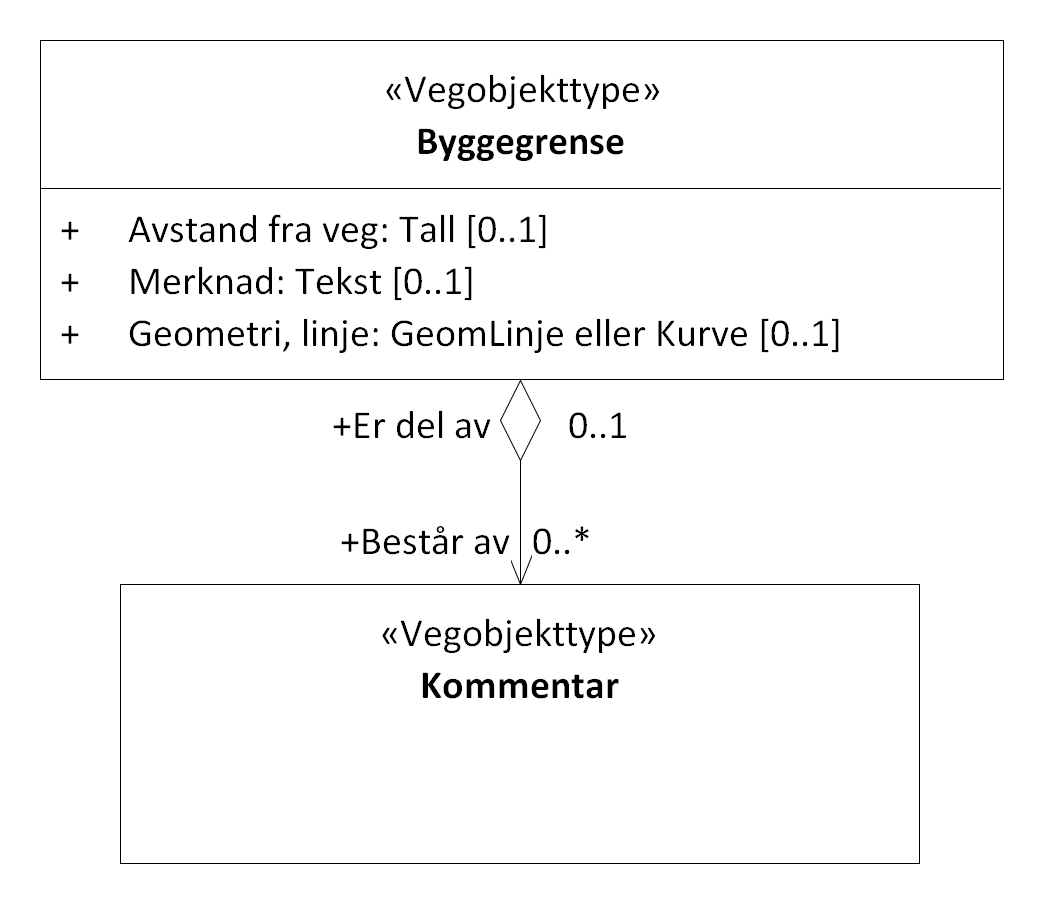 «Vegobjekttype»
Byggegrense
+ Avstand fra veg: Tall [0..1]
+ Merknad: Tekst [0..1]
+ Geometri, linje: GeomLinje eller Kurve [0..1]
+Er del av 0..1
+Består av 0..*
«Vegobjekttype»
Kommentar